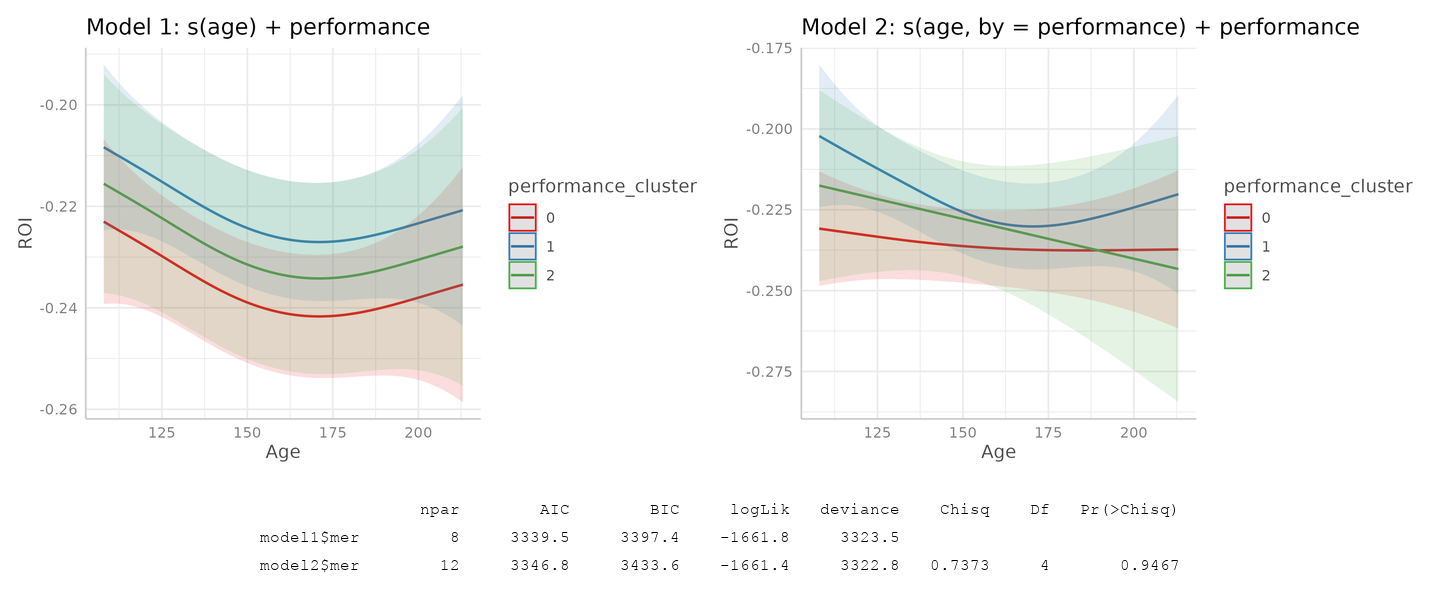 Model 1: s(age) + performance
-0.20
-0.22
-0.24
-0.26
ROI
125 150 175 200
Age
performance_cluster
0
1
2
Model 2: s(age, by = performance) + performance
-0.175
-0.200
-0.225
-0.250
-0.275
ROI
125 150 175 200
Age
performance_cluster
0
1
2
npar AIC BIC logLik deviance Chisq Df Pr(>Chisq)
model1$mer 8 3339.5 3397.4 -1661.8 3323.5
model2$mer 12 3346.8 3433.6 -1661.4 3322.8 0.7373 4 0.9467